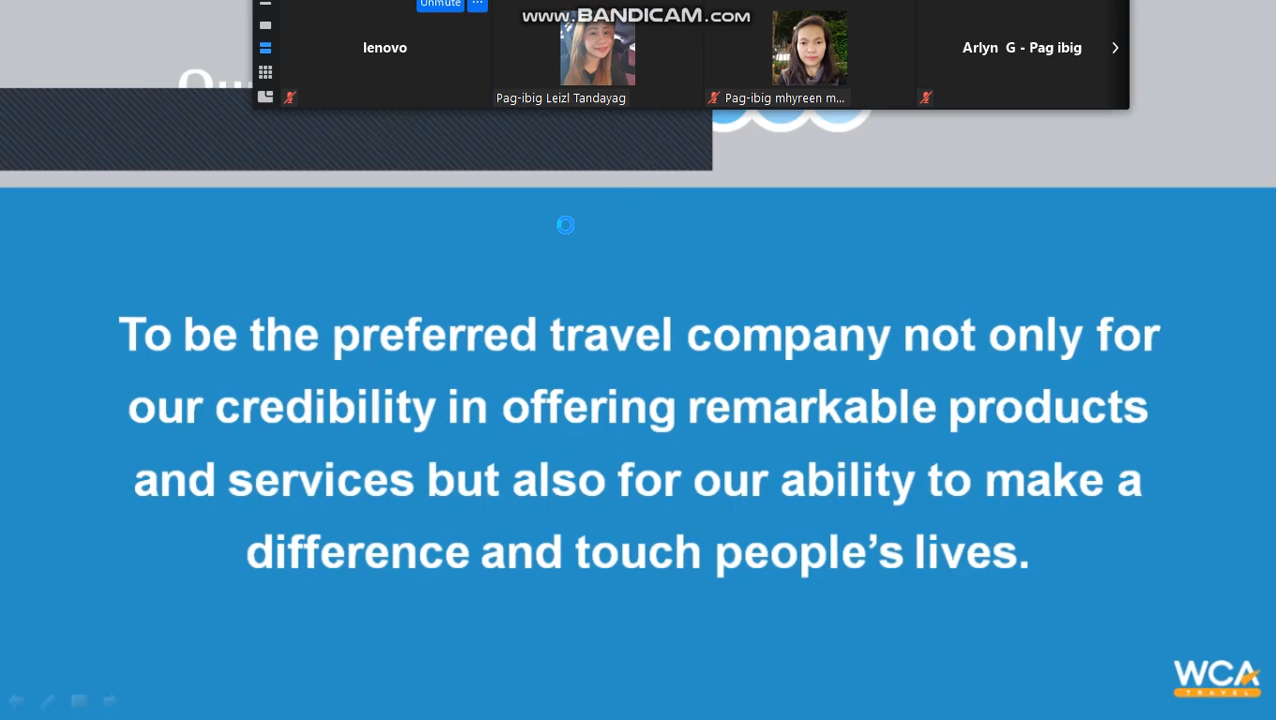 Unmute
www.BANDICAM.com
lenovo
Arlyn G - Pag ibig
Pag-ibig Leizl Tandayag
Pag-ibig mhyreen m...
To be the preferred travel company not only for
our credibility in offering remarkable products
and services but also for our ability to make a
difference and touch people’s lives.
WCA
TRAVEL